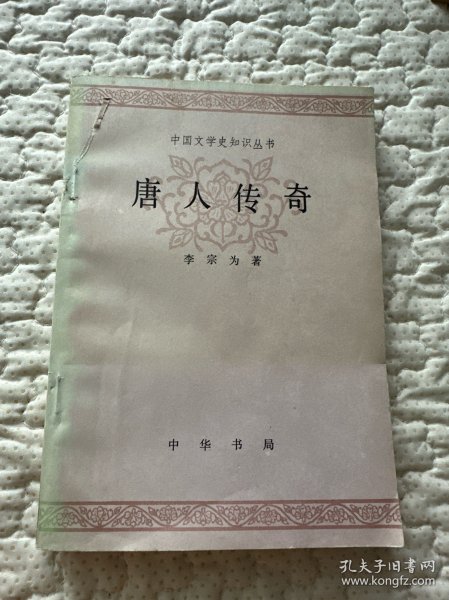 中国文学史知识丛书
唐人传奇
李宗为著
中华书局
孔夫子旧书网
www.kongfz.com